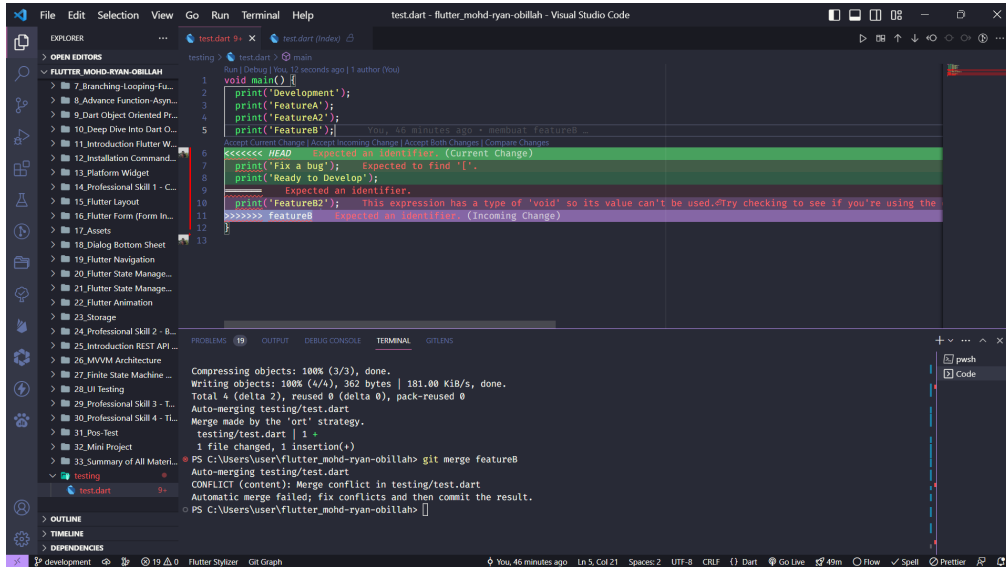 File Edit Selection View Go Run Terminal Help
test.dart - flutter_mohd-ryan-obillah - Visual Studio Code
EXPLORER
OPEN EDITORS
FLUTTER_MOHD-RYAN-OBILLAH
7_Branching-Looping-Fu...
8_Advance Function-Asyn...
9_Dart Object Oriented Pr...
10_Deep Dive Into Dart O...
11_Introduction Flutter W...
12_Installation Command...
13_Platform Widget
14_Professional Skill 1 - C...
15_Flutter Layout
16_Flutter Form (Form In...
17_Assets
18_Dialog Bottom Sheet
19_Flutter Navigation
20_Flutter State Manage...
21_Flutter State Manage...
22_Flutter Animation
23_Storage
24_Professional Skill 2 - B...
25_Introduction REST API ...
26_MVVM Architecture
27_Finite State Machine ...
28_UI Testing
29_Professional Skill 3 - T...
30_Professional Skill 4 - Ti...
31_Pos-Test
32_Mini Project
33_Summary of All Materi...
testing
test.dart 9+
OUTLINE
TIMELINE
DEPENDENCIES
test.dart 9+ test.dart (Index)
testing > test.dart > main
Run | Debug | You, 12 seconds ago | 1 author (You)
1 void main() {
2 print('Development');
3 print('FeatureA');
4 print('FeatureA2');
5 print('FeatureB'); You, 46 minutes ago • membuat featureB …
Accept Current Change | Accept Incoming Change | Accept Both Changes | Compare Changes
6 <<<<<<< HEAD Expected an identifier. (Current Change)
7 print('Fix a bug'); Expected to find '['.
8 print('Ready to Develop');
9 ======= Expected an identifier.
10 print('FeatureB2'); This expression has a type of 'void' so its value can't be used.⏎Try checking to see if you're using the
11 >>>>>>> featureB Expected an identifier. (Incoming Change)
12 }
13
PROBLEMS 19 OUTPUT DEBUG CONSOLE TERMINAL GITLENS
pwsh
Code
Compressing objects: 100% (3/3), done.
Writing objects: 100% (4/4), 362 bytes | 181.00 KiB/s, done.
Total 4 (delta 2), reused 0 (delta 0), pack-reused 0
Auto-merging testing/test.dart
Merge made by the 'ort' strategy.
testing/test.dart | 1 +
1 file changed, 1 insertion(+)
PS C:\Users\user\flutter_mohd-ryan-obillah> git merge featureB
Auto-merging testing/test.dart
CONFLICT (content): Merge conflict in testing/test.dart
Automatic merge failed; fix conflicts and then commit the result.
PS C:\Users\user\flutter_mohd-ryan-obillah>
development 19 0 Flutter Stylizer Git Graph You, 46 minutes ago Ln 5, Col 21 Spaces: 2 UTF-8 CRLF {} Dart Go Live 49m Flow Spell Prettier